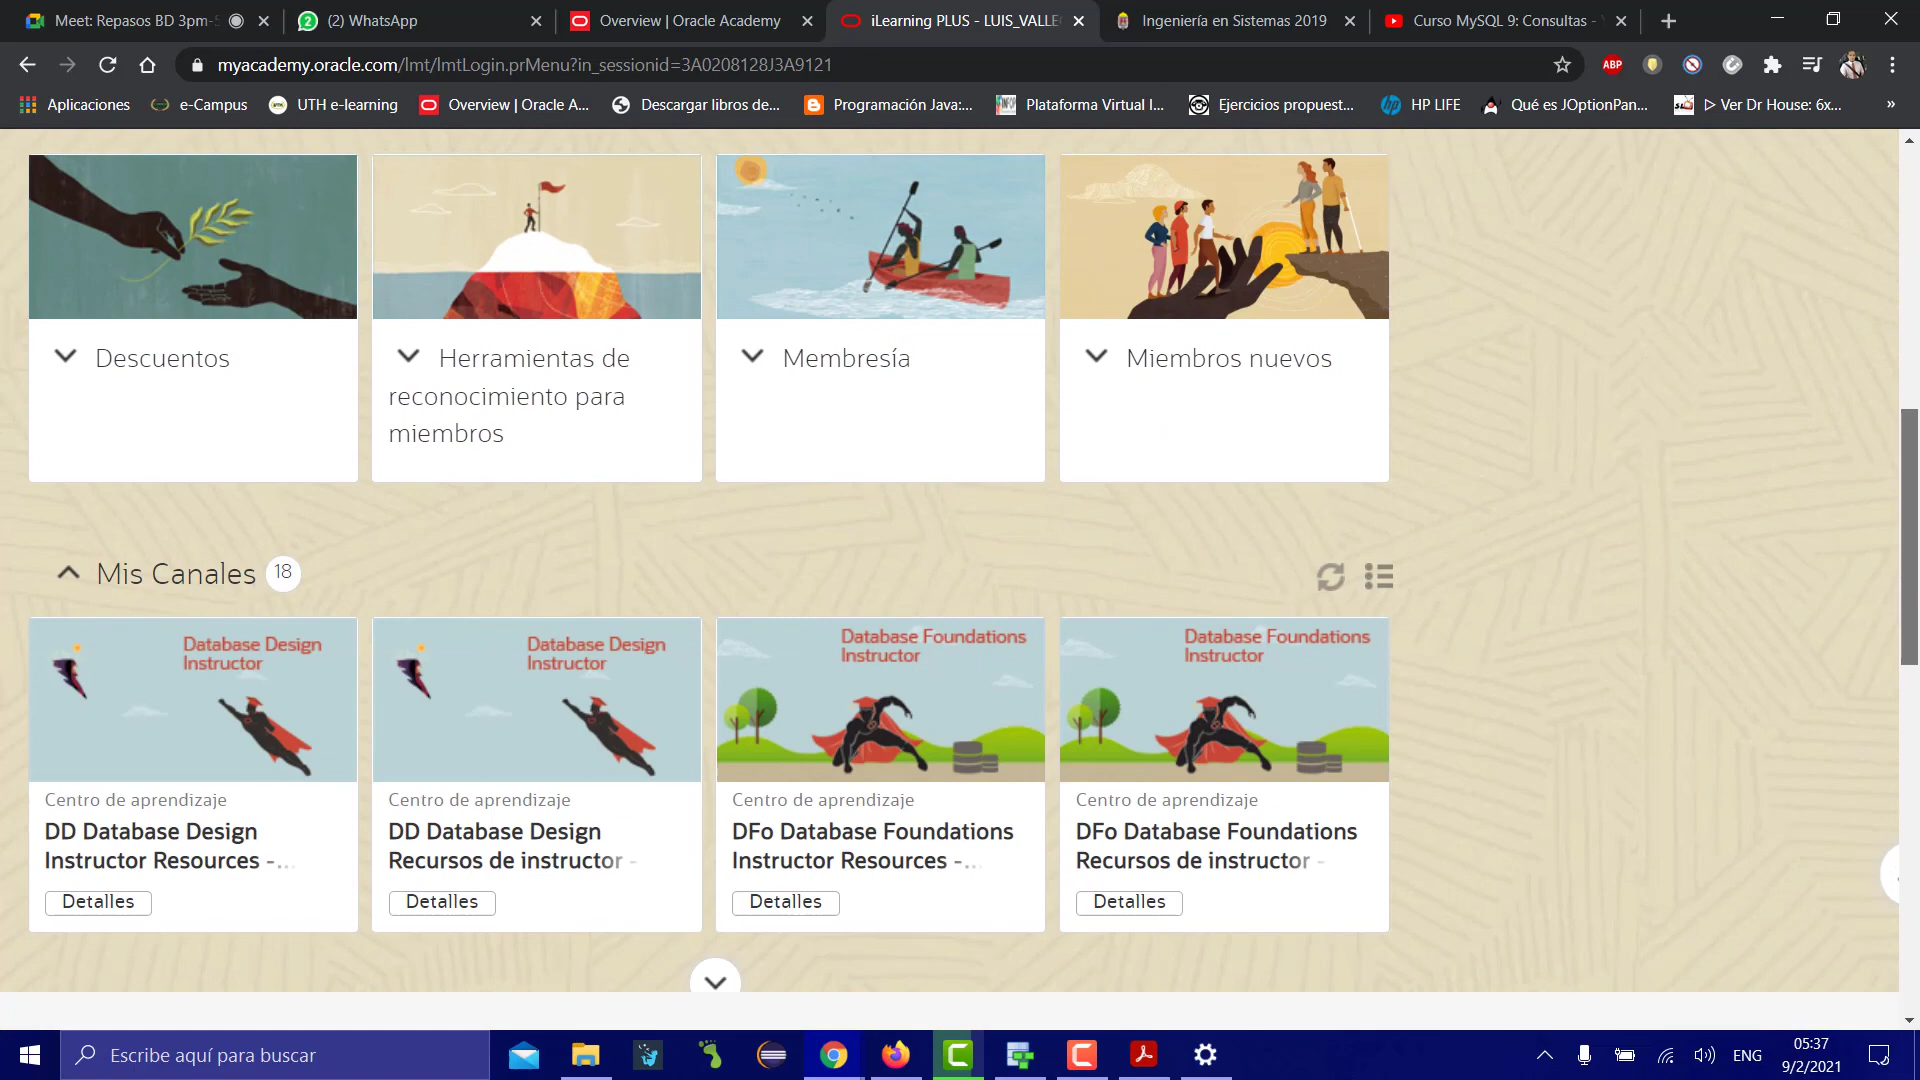 Meet: Repasos BD 3pm-S
(2) WhatsApp
Overview | Oracle Academy
iLearning PLUS - LUIS_VALLE
Ingeniería en Sistemas 2019
Curso MySQL 9: Consultas -
myacademy.oracle.com/lmt/lmtLogin.prMenu?in_sessionid=3A0208128J3A9121
ABP
Aplicaciones
e-Campus
UTH e-learning
Overview | Oracle A...
Descargar libros de...
Programación Java:...
Plataforma Virtual I...
Ejercicios propuest...
HP LIFE
Qué es JOptionPan...
▷ Ver Dr House: 6x...
»
Descuentos
Herramientas de
reconocimiento para
miembros
Membresía
Miembros nuevos
Mis Canales 18
Database Design
Instructor
Database Design
Instructor
Database Foundations
Instructor
Database Foundations
Instructor
Centro de aprendizaje
DD Database Design
Instructor Resources -...
Detalles
Centro de aprendizaje
DD Database Design
Recursos de instructor -
Detalles
Centro de aprendizaje
DFo Database Foundations
Instructor Resources -...
Detalles
Centro de aprendizaje
DFo Database Foundations
Recursos de instructor -
Detalles
Escribe aquí para buscar
ENG
05:37
9/2/2021